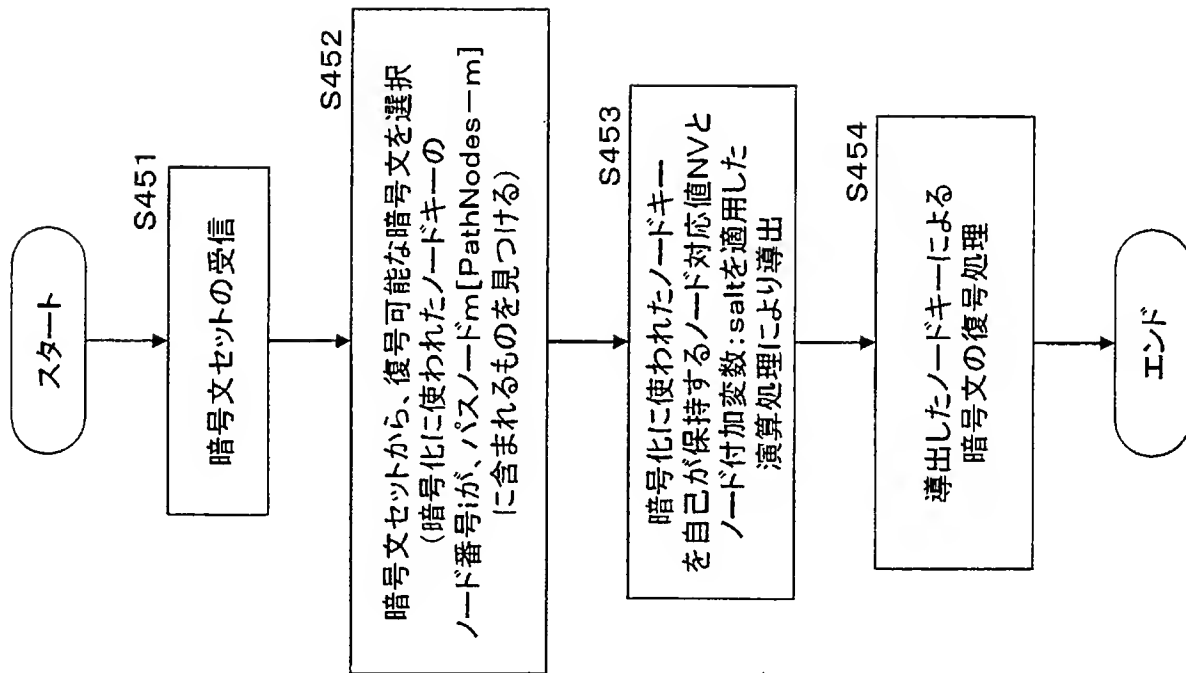 スタート
S451
暗号文セットの受信
S452
暗号文セットから、復号可能な暗号文を選択
(暗号化に使われたノードキーの
ノード番号iが、パスノードm[PathNodes－m]
に含まれるものを見つける)
S453
暗号化に使われたノードキー
を自己が保持するノード対応値NVと
ノード付加変数:saltを適用した
演算処理により導出
S454
導出したノードキーによる
暗号文の復号処理
エンド